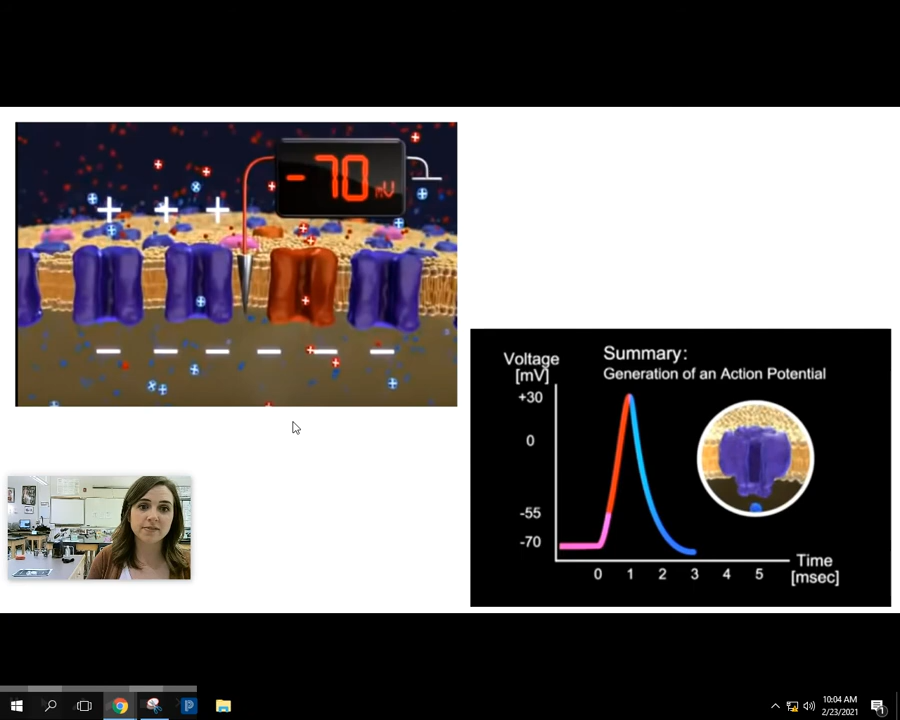 -70 mV
Voltage
[mV]
Summary:
Generation of an Action Potential
+30
0
-55
-70
0 1 2 3 4 5
Time
[msec]
10:04 AM
2/23/2021
1